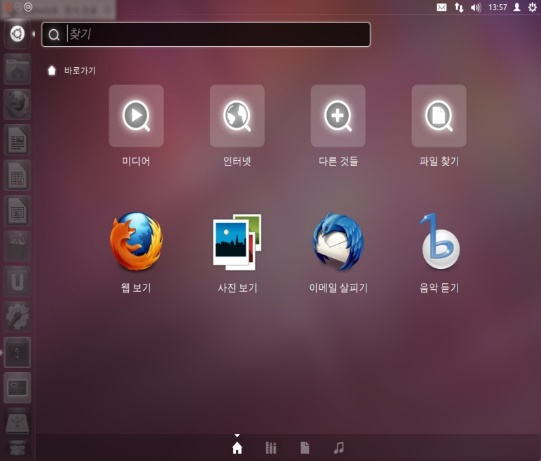 13:57
찾기
바로가기
미디어 인터넷 다른 것들 파일 찾기
웹 보기 사진 보기 이메일 살피기 음악 듣기